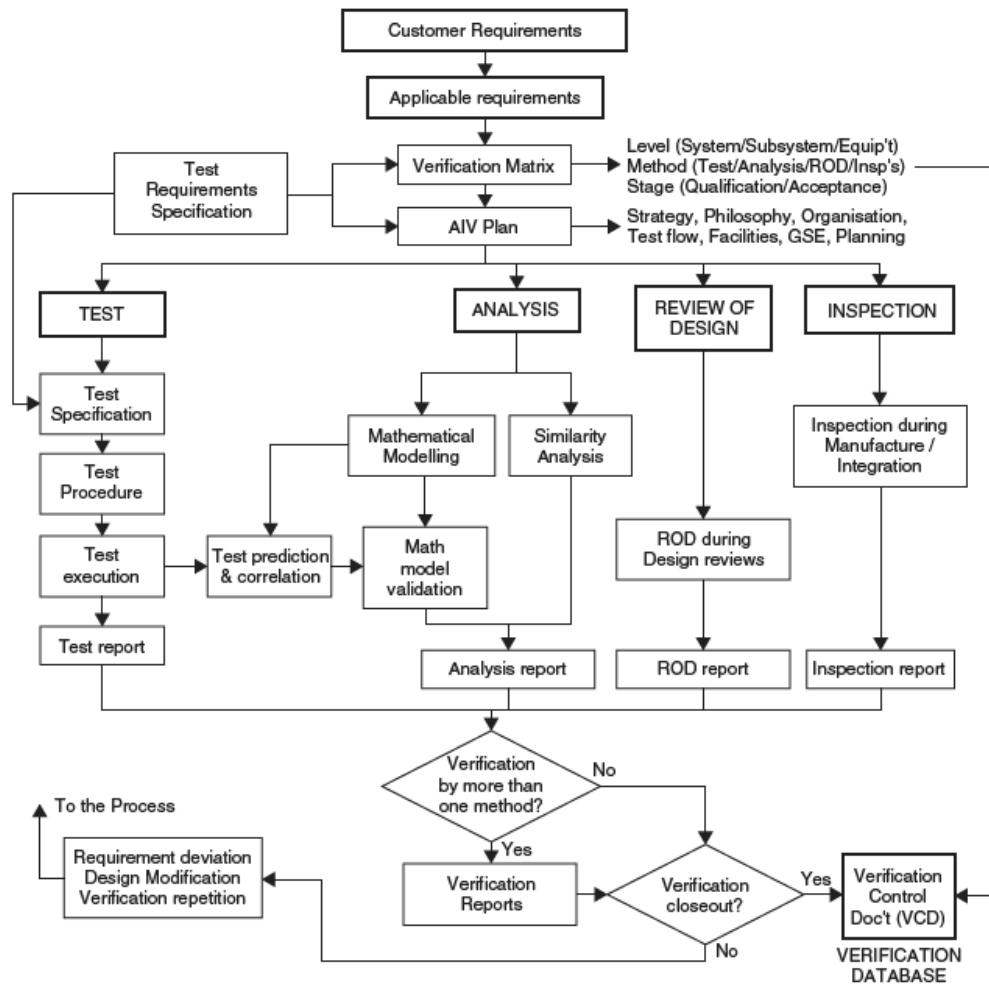 Customer Requirements
Applicable requirements
Test
Requirements
Specification
Verification Matrix
Level (System/Subsystem/Equip't)
Method (Test/Analysis/ROD/Insp's)
Stage (Qualification/Acceptance)
AIV Plan
Strategy, Philosophy, Organisation,
Test flow, Facilities, GSE, Planning
TEST
ANALYSIS
REVIEW OF
DESIGN
INSPECTION
Test
Specification
Mathematical
Modelling
Similarity
Analysis
Inspection during
Manufacture /
Integration
Test
Procedure
Test
execution
Test prediction
& correlation
Math
model
validation
ROD during
Design reviews
Test report
Analysis report
ROD report
Inspection report
Verification
by more than
one method?
No
Yes
To the Process
Requirement deviation
Design Modification
Verification repetition
Verification
Reports
Verification
closeout?
Yes
No
Verification
Control
Doc't (VCD)
VERIFICATION
DATABASE